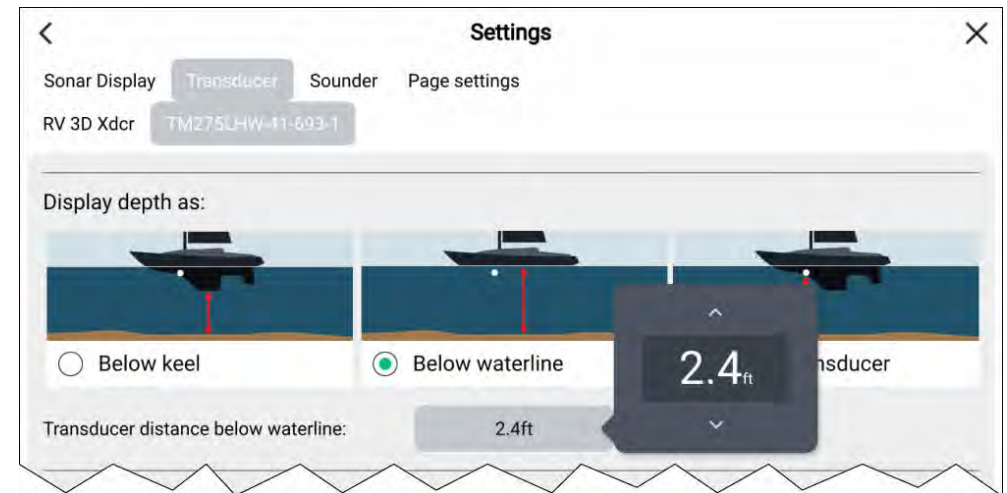 Settings
Sonar Display Transducer Sounder Page settings
RV 3D Xdcr TM275LHW-41-693-1
Display depth as:
Below keel Below waterline nsducer
2.4ft
Transducer distance below waterline: 2.4ft